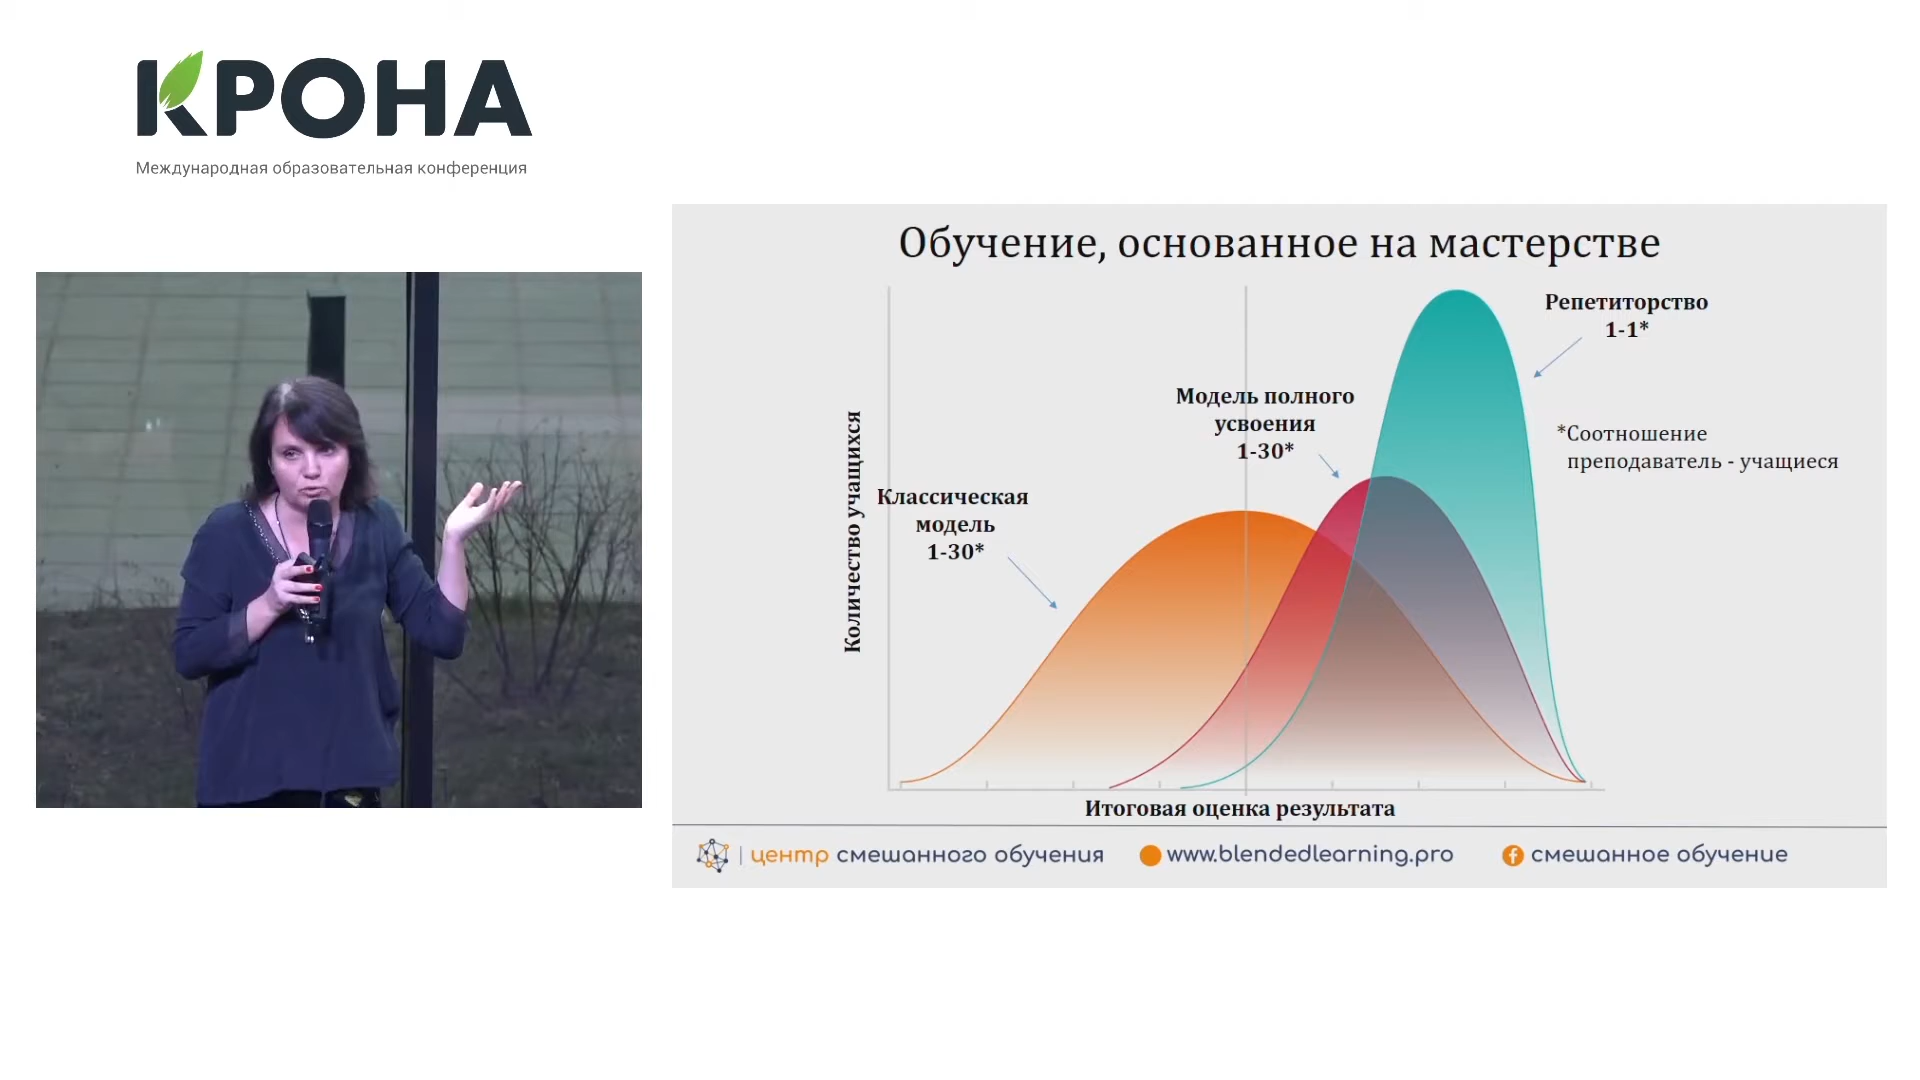 КРОНА
Международная образовательная конференция
Обучение, основанное на мастерстве
Репетиторство
1-1*
Модель полного
усвоения
1-30*
*Соотношение
преподаватель - учащиеся
Классическая
модель
1-30*
Количество учащихся
Итоговая оценка результата
центр смешанного обучения
www.blendedlearning.pro
смешанное обучение